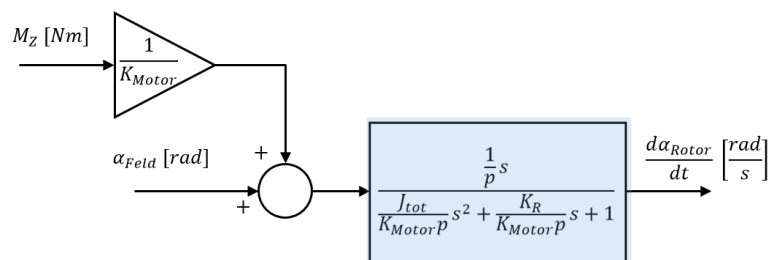 M_Z [Nm]
1
K_Motor
α_Feld [rad]
+
+
1/p s
J_tot/(K_Motor p) s² + K_R/(K_Motor p) s + 1
dα_Rotor/dt [rad/s]